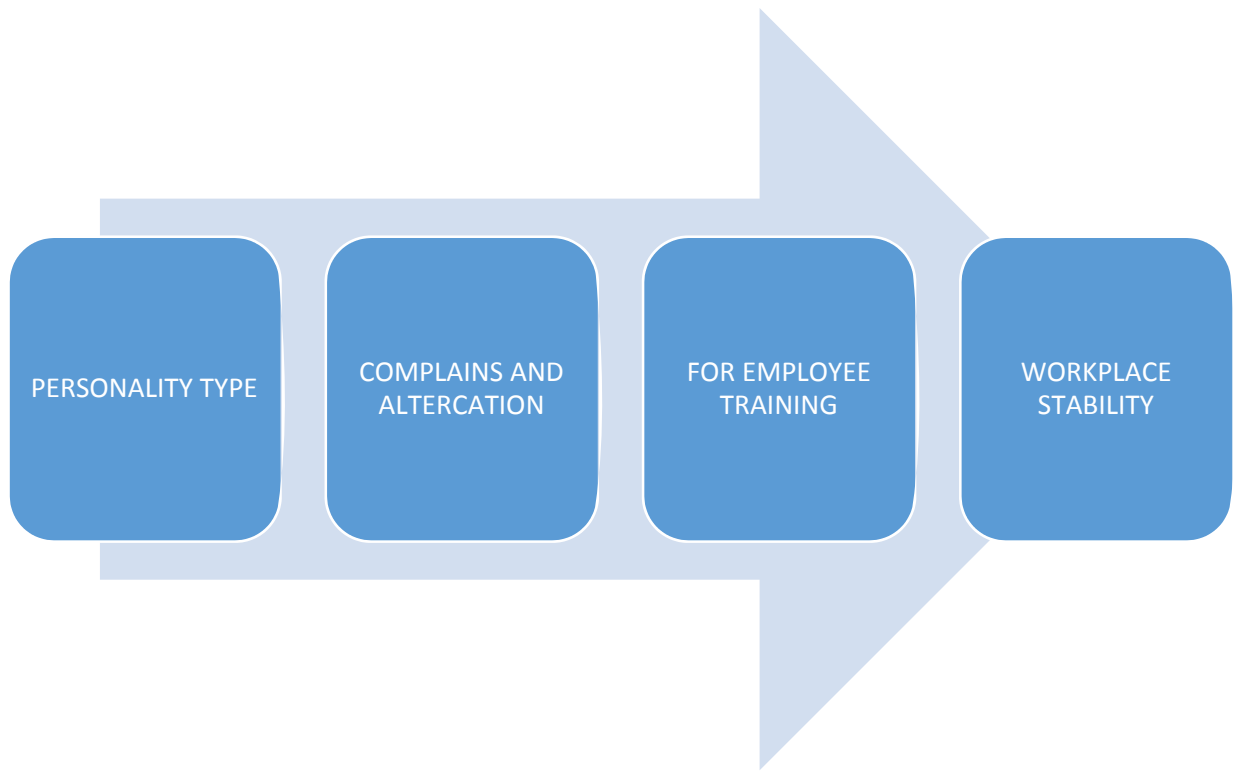 PERSONALITY TYPE
COMPLAINS AND
ALTERCATION
FOR EMPLOYEE
TRAINING
WORKPLACE
STABILITY